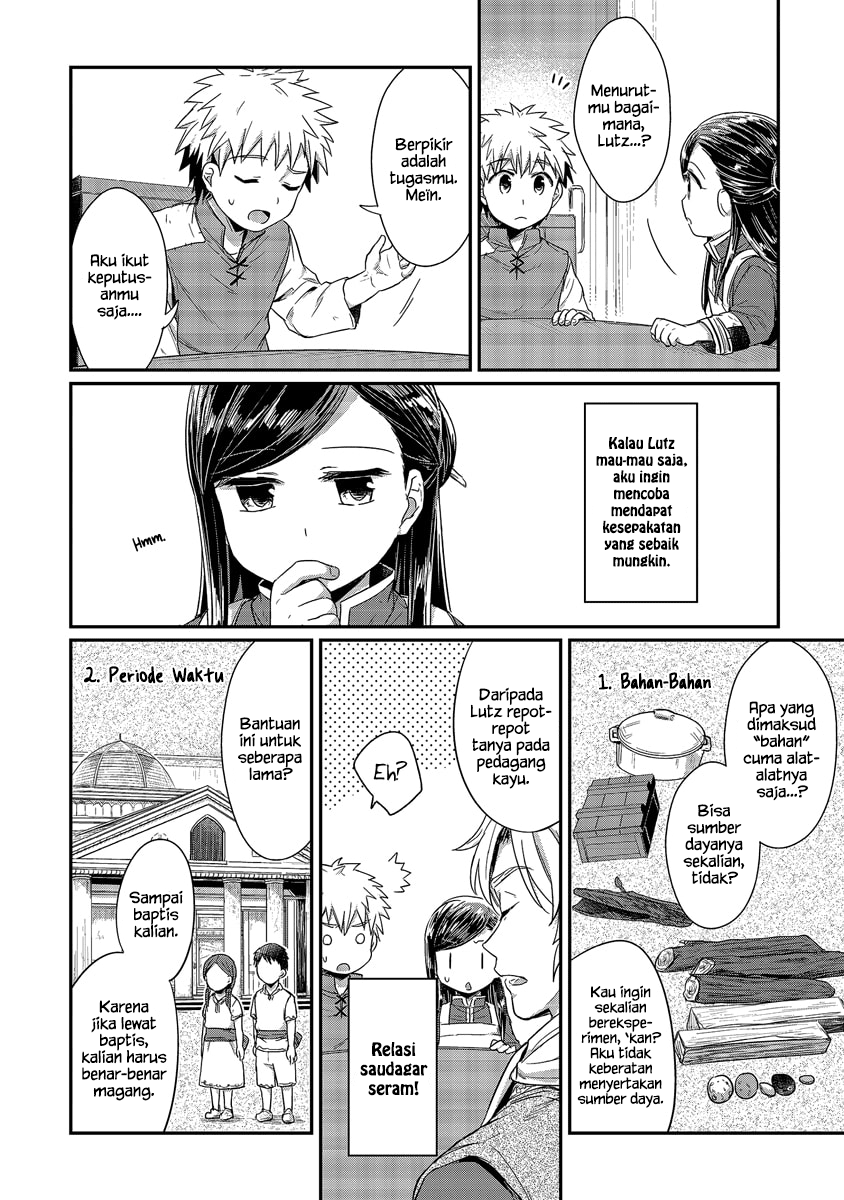 Menurut-
mu bagai-
mana,
Lutz...?
Berpikir
adalah
tugasmu.
Meïn.
Aku ikut
keputus-
anmu
saja....
Kalau Lutz
mau-mau saja,
aku ingin
mencoba
mendapat
kesepakatan
yang sebaik
mungkin.
Hmm.
1. Bahan-Bahan
Apa yang
dimaksud
"bahan"
cuma alat-
alatnya
saja...?
Bisa
sumber
dayanya
sekalian,
tidak?
Kau ingin
sekalian
berekspe-
rimen, 'kan?
Aku tidak
keberatan
menyertakan
sumber daya.
Daripada
Lutz repot-
repot
tanya pada
pedagang
kayu.
Eh?
Relasi
saudagar
seram!
2. Periode Waktu
Bantuan
ini untuk
seberapa
lama?
Sampai
baptis
kalian.
Karena
jika lewat
baptis,
kalian harus
benar-benar
magang.